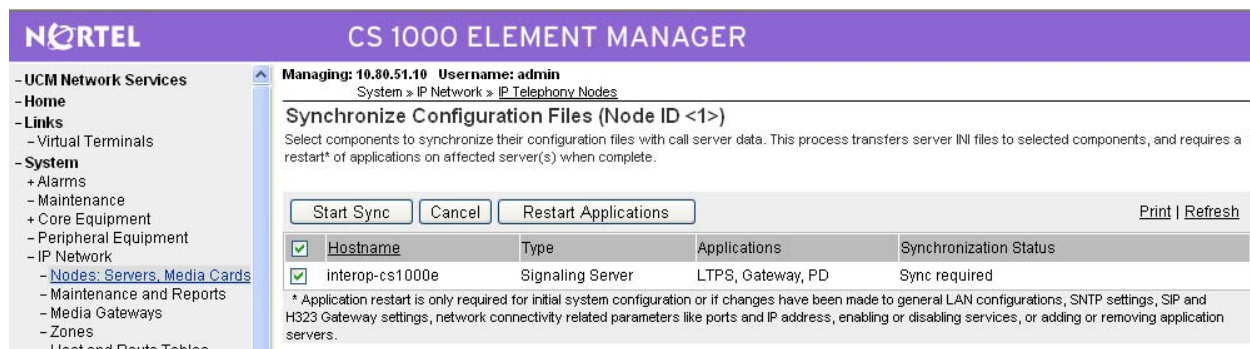 NORTEL
CS 1000 ELEMENT MANAGER
- UCM Network Services
- Home
- Links
- Virtual Terminals
- System
+ Alarms
- Maintenance
+ Core Equipment
- Peripheral Equipment
- IP Network
- Nodes: Servers, Media Cards
- Maintenance and Reports
- Media Gateways
- Zones
- Host and Route Tables
Managing: 10.80.51.10 Username: admin
System » IP Network » IP Telephony Nodes
Synchronize Configuration Files (Node ID <1>)
Select components to synchronize their configuration files with call server data. This process transfers server INI files to selected components, and requires a
restart* of applications on affected server(s) when complete.
Start Sync Cancel Restart Applications Print | Refresh
Hostname Type Applications Synchronization Status
interop-cs1000e Signaling Server LTPS, Gateway, PD Sync required
* Application restart is only required for initial system configuration or if changes have been made to general LAN configurations, SNTP settings, SIP and
H323 Gateway settings, network connectivity related parameters like ports and IP address, enabling or disabling services, or adding or removing application
servers.